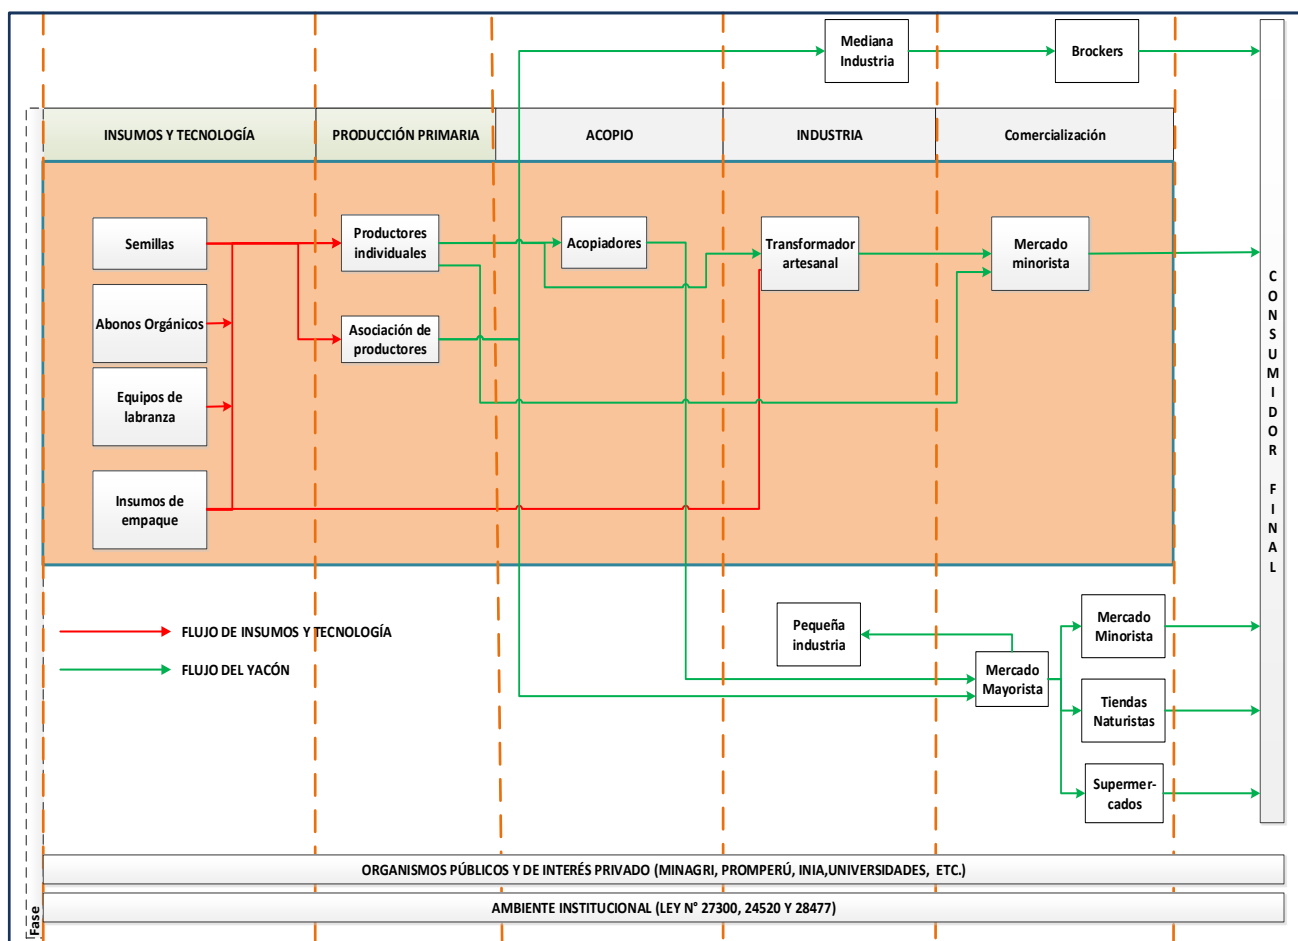 Mediana
Industria
Brockers
INSUMOS Y TECNOLOGÍA
PRODUCCIÓN PRIMARIA
ACOPIO
INDUSTRIA
Comercialización
Semillas
Productores
individuales
Acopiadores
Transformador
artesanal
Mercado
minorista
Abonos Orgánicos
Asociación de
productores
Equipos de
labranza
Insumos de
empaque
CONSUMIDOR FINAL
FLUJO DE INSUMOS Y TECNOLOGÍA
FLUJO DEL YACÓN
Pequeña
industria
Mercado
Mayorista
Mercado
Minorista
Tiendas
Naturistas
Supermer-
cados
ORGANISMOS PÚBLICOS Y DE INTERÉS PRIVADO (MINAGRI, PROMPERÚ, INIA,UNIVERSIDADES, ETC.)
AMBIENTE INSTITUCIONAL (LEY N° 27300, 24520 Y 28477)
Fase